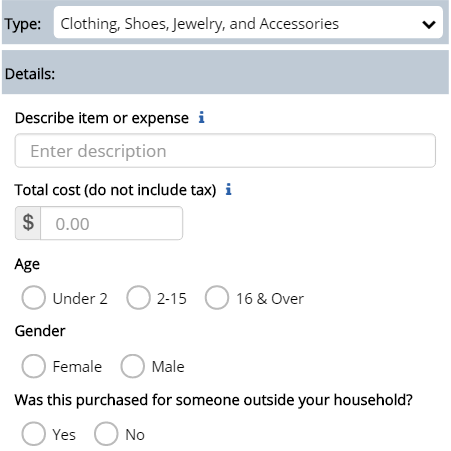 Type: Clothing, Shoes, Jewelry, and Accessories
Details:
Describe item or expense i
Enter description
Total cost (do not include tax) i
$ 0.00
Age
Under 2 2-15 16 & Over
Gender
Female Male
Was this purchased for someone outside your household?
Yes No